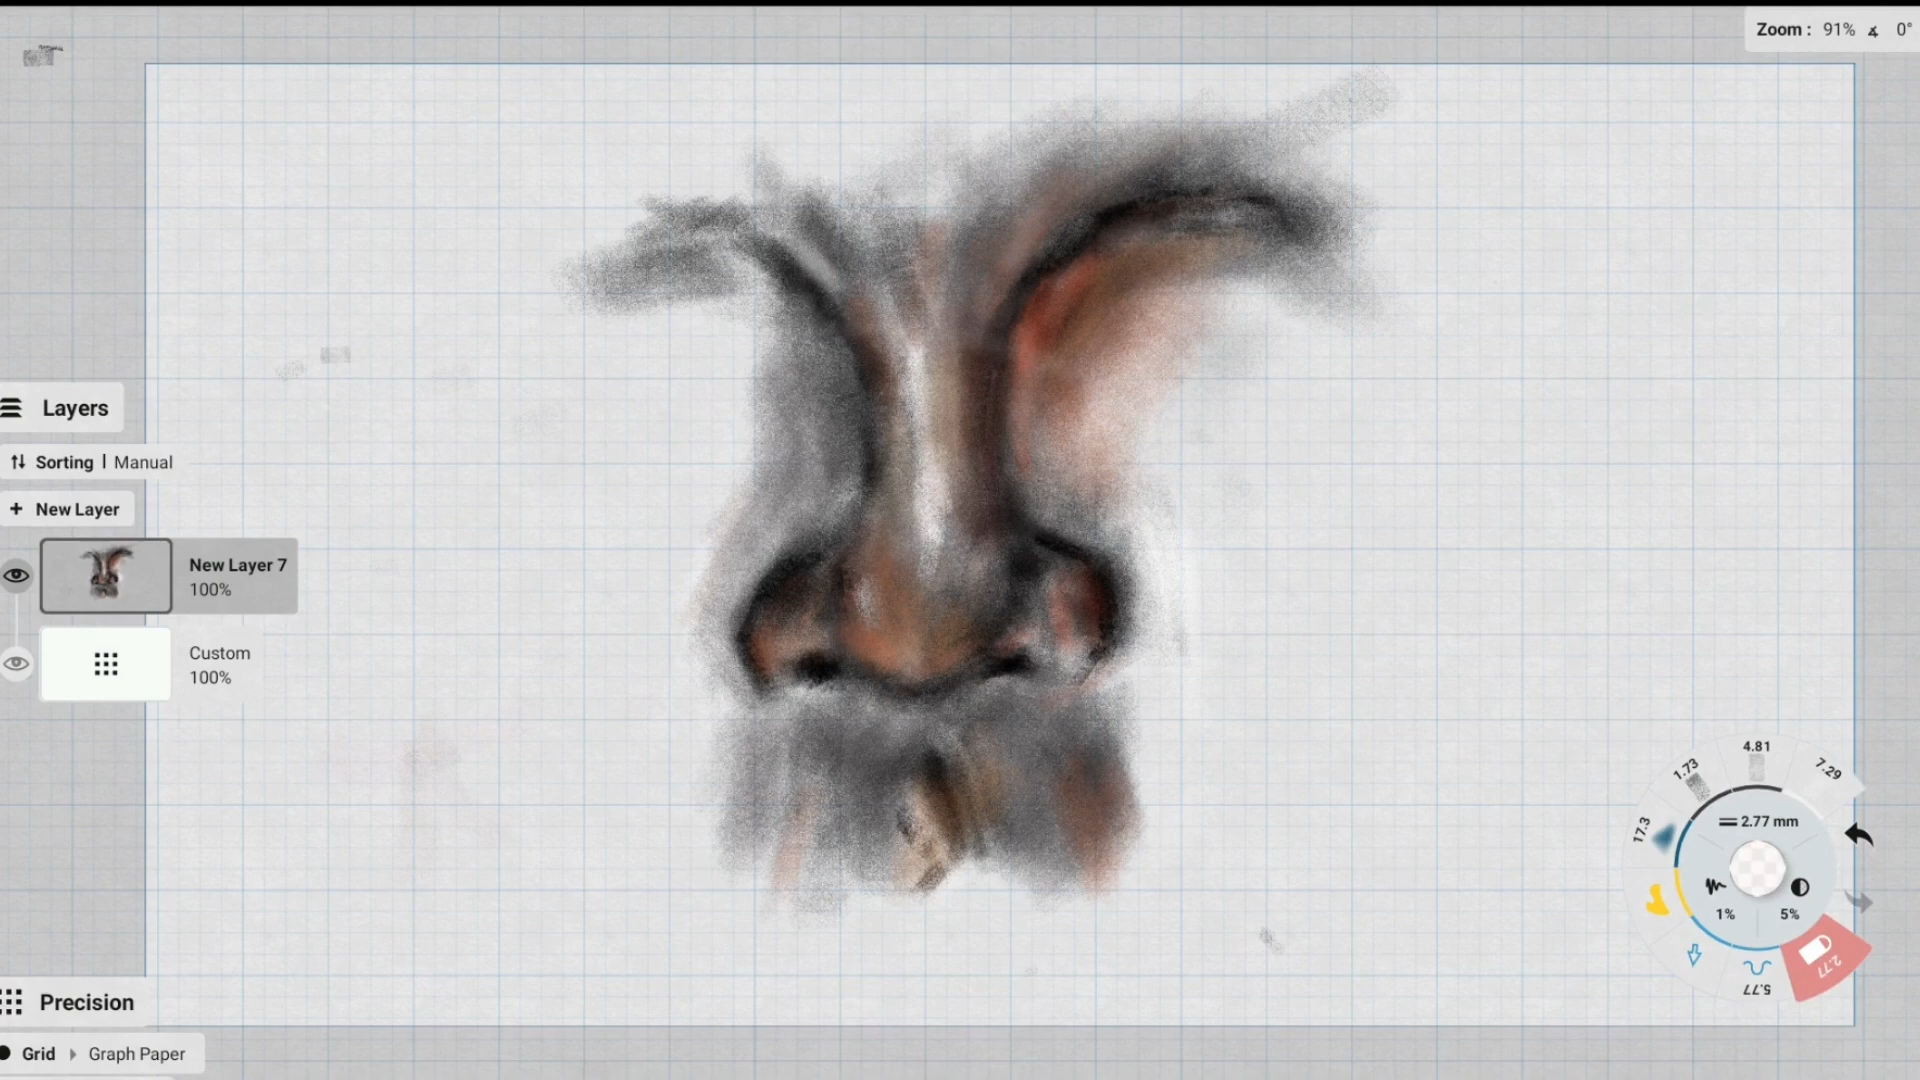 Zoom : 91% 0°
Layers
Sorting | Manual
+ New Layer
New Layer 7
100%
Custom
100%
Precision
Grid Graph Paper
4.81
1.73
7.29
17.3
2.77 mm
1%
5%
2.77
5.77